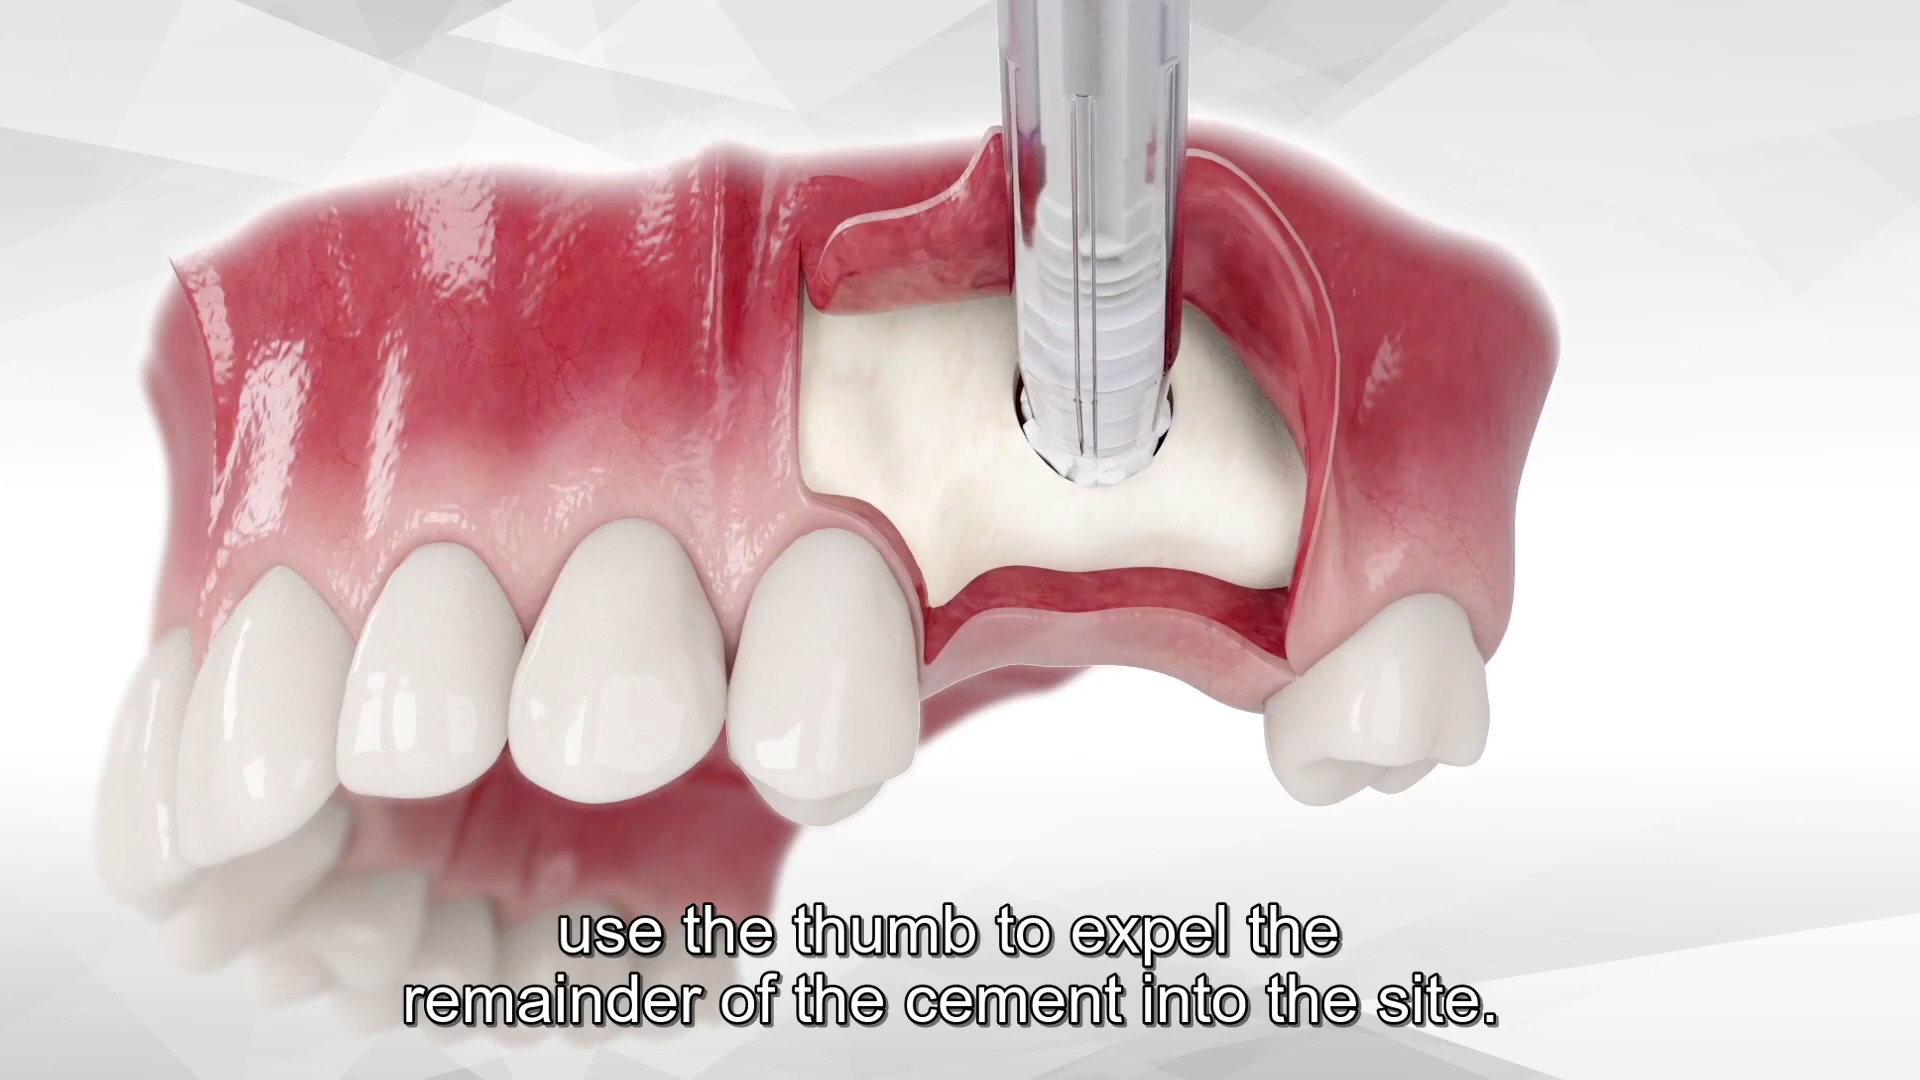 use the thumb to expel the
remainder of the cement into the site.